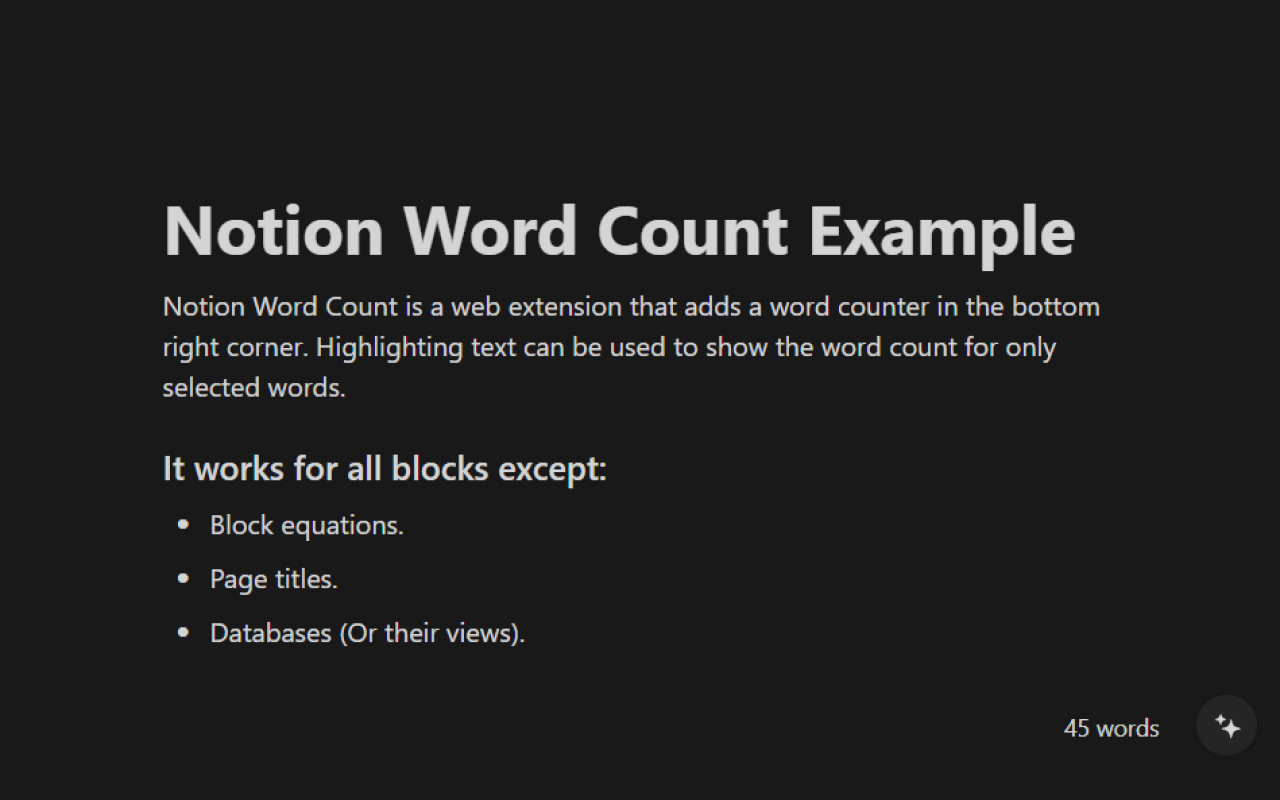 Notion Word Count Example
Notion Word Count is a web extension that adds a word counter in the bottom
right corner. Highlighting text can be used to show the word count for only
selected words.
It works for all blocks except:
• Block equations.
• Page titles.
• Databases (Or their views).
45 words